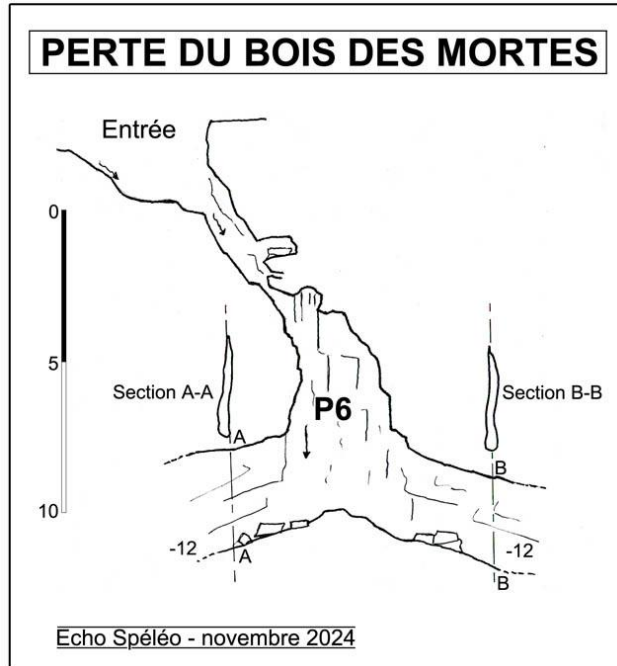 PERTE DU BOIS DES MORTES
Entrée
0
5
Section A-A
Section B-B
P6
A
B
10
-12
-12
A
B
Echo Spéléo - novembre 2024